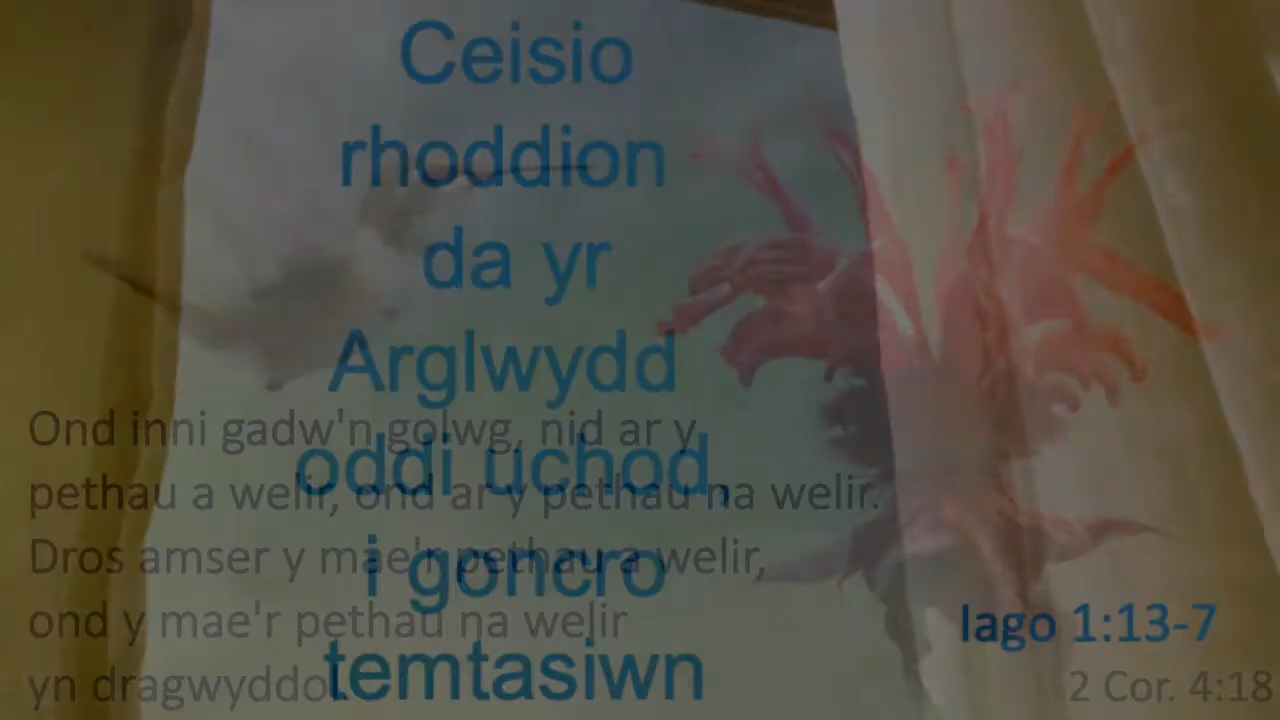 Ceisio
rhoddion
da yr
Arglwydd
oddi uchod,
i goncro
temtasiwn
Iago 1:13-7
Ond inni gadw'n golwg, nid ar y
pethau a welir, ond ar y pethau na welir.
Dros amser y mae'r pethau a welir,
ond y mae'r pethau na welir
yn dragwyddol
2 Cor. 4:18